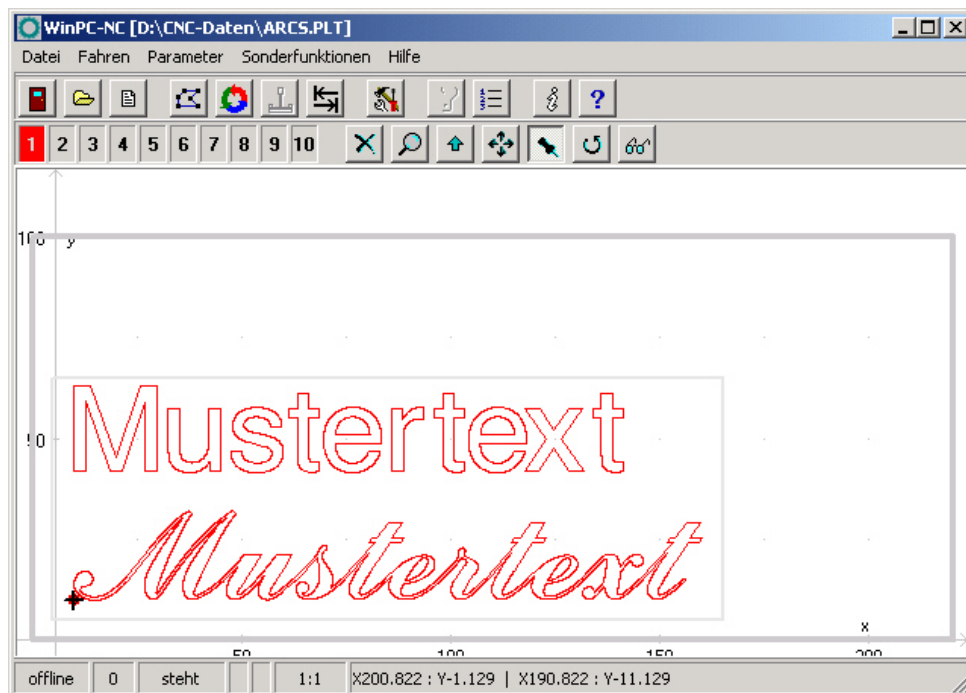 WinPC-NC [D:\CNC-Daten\ARCS.PLT]
Datei Fahren Parameter Sonderfunktionen Hilfe
1 2 3 4 5 6 7 8 9 10
100 y
Mustertext
50
Mustertext
x
50 100 150 200
offline 0 steht 1:1 X200.822 : Y-1.129 | X190.822 : Y-11.129